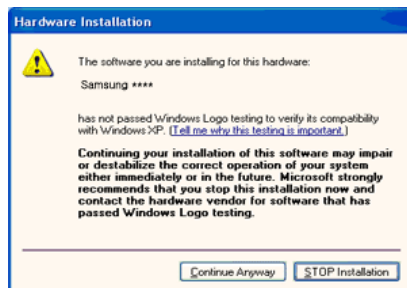 Hardware Installation
The software you are installing for this hardware:
Samsung ****
has not passed Windows Logo testing to verify its compatibility
with Windows XP. (Tell me why this testing is important.)
Continuing your installation of this software may impair
or destabilize the correct operation of your system
either immediately or in the future. Microsoft strongly
recommends that you stop this installation now and
contact the hardware vendor for software that has
passed Windows Logo testing.
Continue Anyway STOP Installation